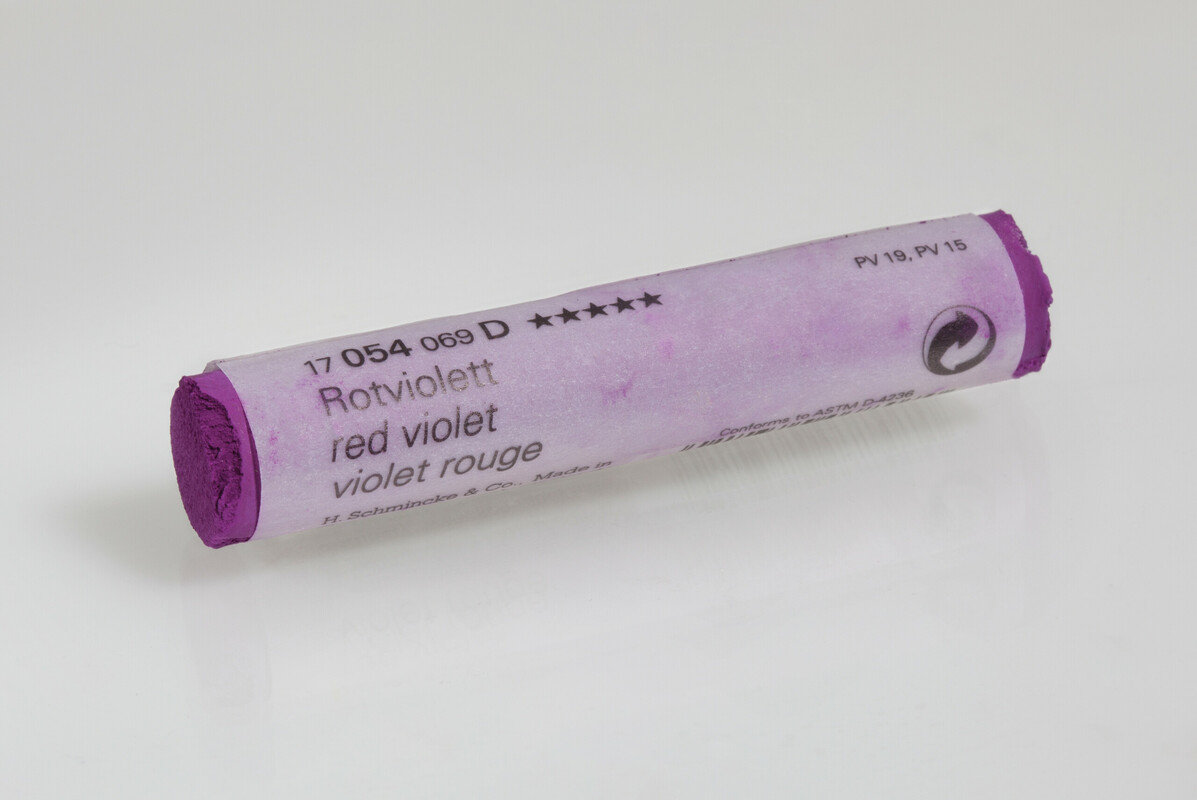 17 054 069 D ★★★★★
PV 19, PV 15
Rotviolett
red violet
violet rouge
H. Schmincke & Co., Made in
Conforms to ASTM D-4236